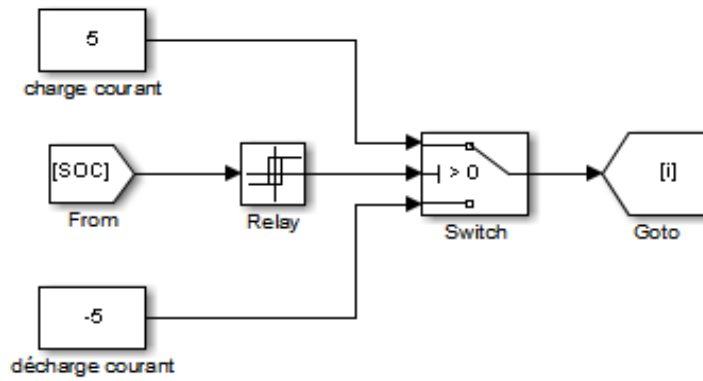 5
charge courant
[SOC]
From
Relay
> 0
Switch
[i]
Goto
-5
décharge courant